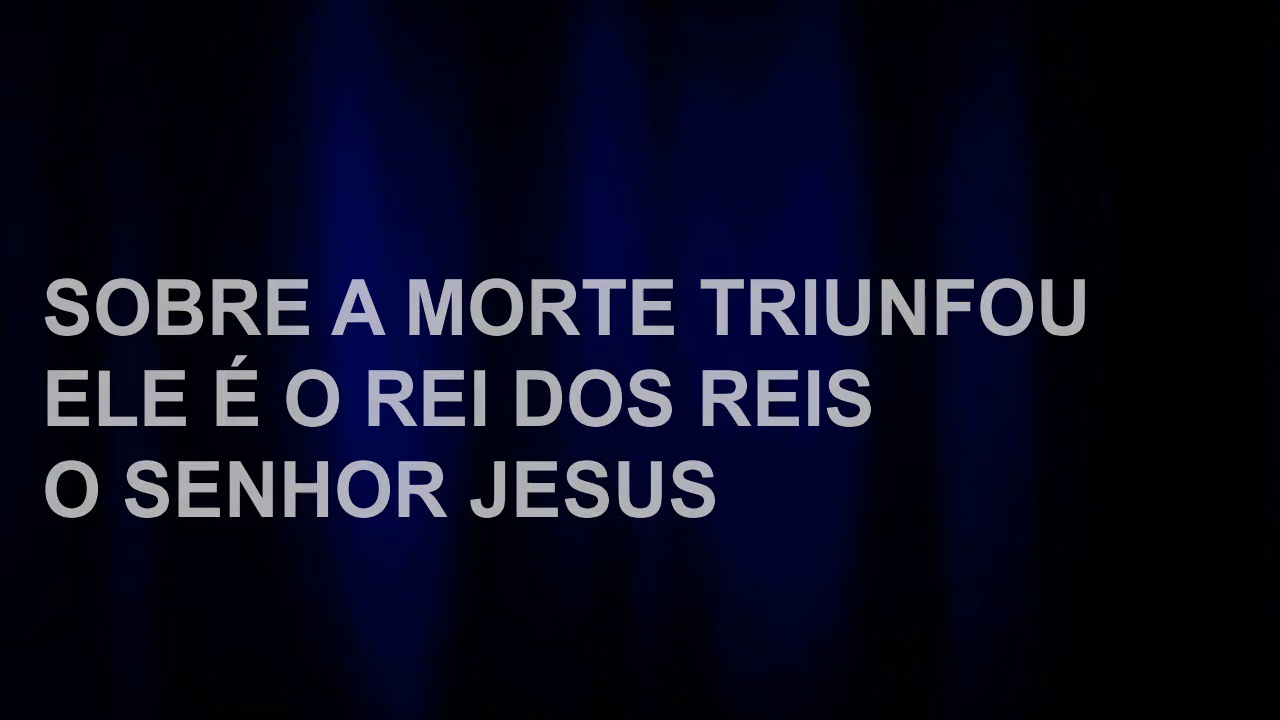 SOBRE A MORTE TRIUNFOU
ELE É O REI DOS REIS
O SENHOR JESUS